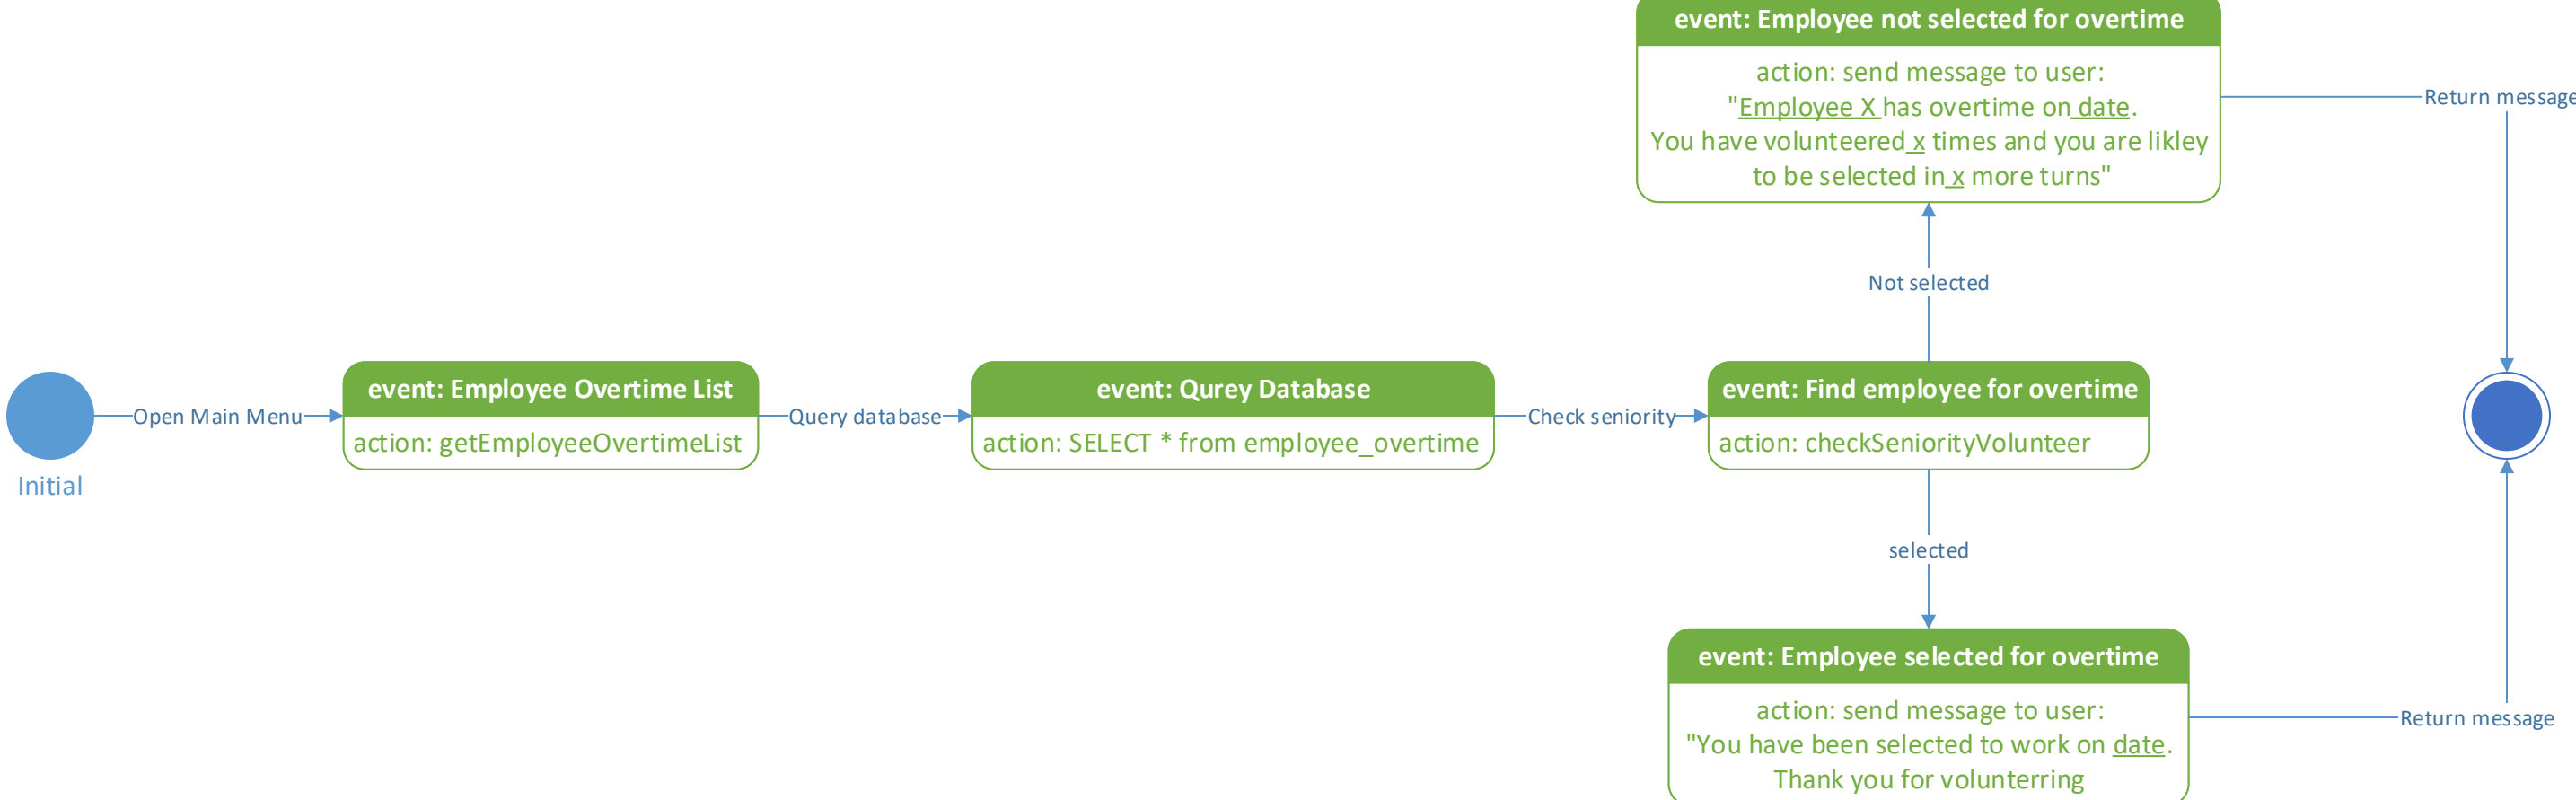 event: Employee not selected for overtime
action: send message to user:
"Employee X has overtime on date.
You have volunteered x times and you are likley
to be selected in x more turns"
Return message
Not selected
Initial
Open Main Menu
event: Employee Overtime List
action: getEmployeeOvertimeList
Query database
event: Qurey Database
action: SELECT * from employee_overtime
Check seniority
event: Find employee for overtime
action: checkSeniorityVolunteer
selected
event: Employee selected for overtime
action: send message to user:
"You have been selected to work on date.
Thank you for volunterring
Return message